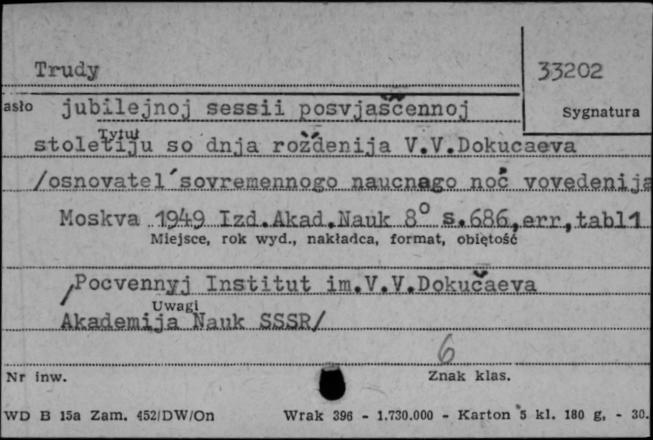 Trudy
33202
asło jubilejnoj sessii posvjaščennoj
Sygnatura
Tytuł
stoletiju so dnja roždenija V.V.Dokucaeva
/osnovatel´sovremennogo naucnago noč vovedenija
Moskva 1949 Izd.Akad.Nauk 8° s.686,err,tabl1
Miejsce, rok wyd., nakładca, format, objętość
/Pocvennyj Institut im.V.V.Dokučaeva
Uwagi
Akademija Nauk SSSR/
6
Nr inw.
Znak klas.
WD B 15a Zam. 452/DW/On Wrak 396 - 1.730.000 - Karton 5 kl. 180 g, - 30.